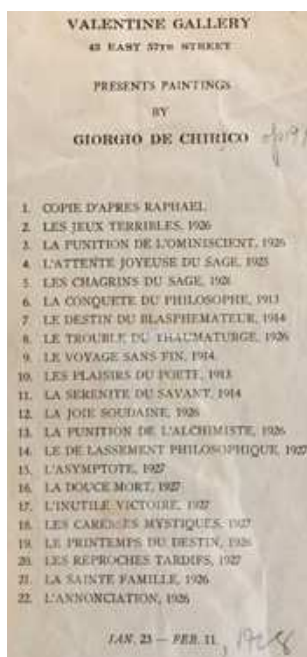 VALENTINE GALLERY
43 EAST 57TH STREET
PRESENTS PAINTINGS
BY
GIORGIO DE CHIRICO
1. COPIE D'APRES RAPHAEL
2. LES JEUX TERRIBLES, 1926
3. LA PUNITION DE L'OMINISCIENT, 1926
4. L'ATTENTE JOYEUSE DU SAGE, 1925
5. LES CHAGRINS DU SAGE, 1926
6. LA CONQUETE DU PHILOSOPHE, 1913
7. LE DESTIN DU BLASPHEMATEUR, 1914
8. LE TROUBLE DU THAUMATURGE, 1926
9. LE VOYAGE SANS FIN, 1914
10. LES PLAISIRS DU POETE, 1913
11. LA SERENITE DU SAVANT, 1914
12. LA JOIE SOUDAINE, 1926
13. LA PUNITION DE L'ALCHIMISTE, 1926
14. LE DE LASSEMENT PHILOSOPHIQUE, 1927
15. L'ASYMPTOTE, 1927
16. LA DOUCE MORT, 1927
17. L'INUTILE VICTOIRE, 1927
18. LES CARESSES MYSTIQUES, 1927
19. LE PRINTEMPS DU DESTIN, 1926
20. LES REPROCHES TARDIFS, 1927
21. LA SAINTE FAMILLE, 1926
22. L'ANNONCIATION, 1926
JAN. 23 — FEB. 11, 1928